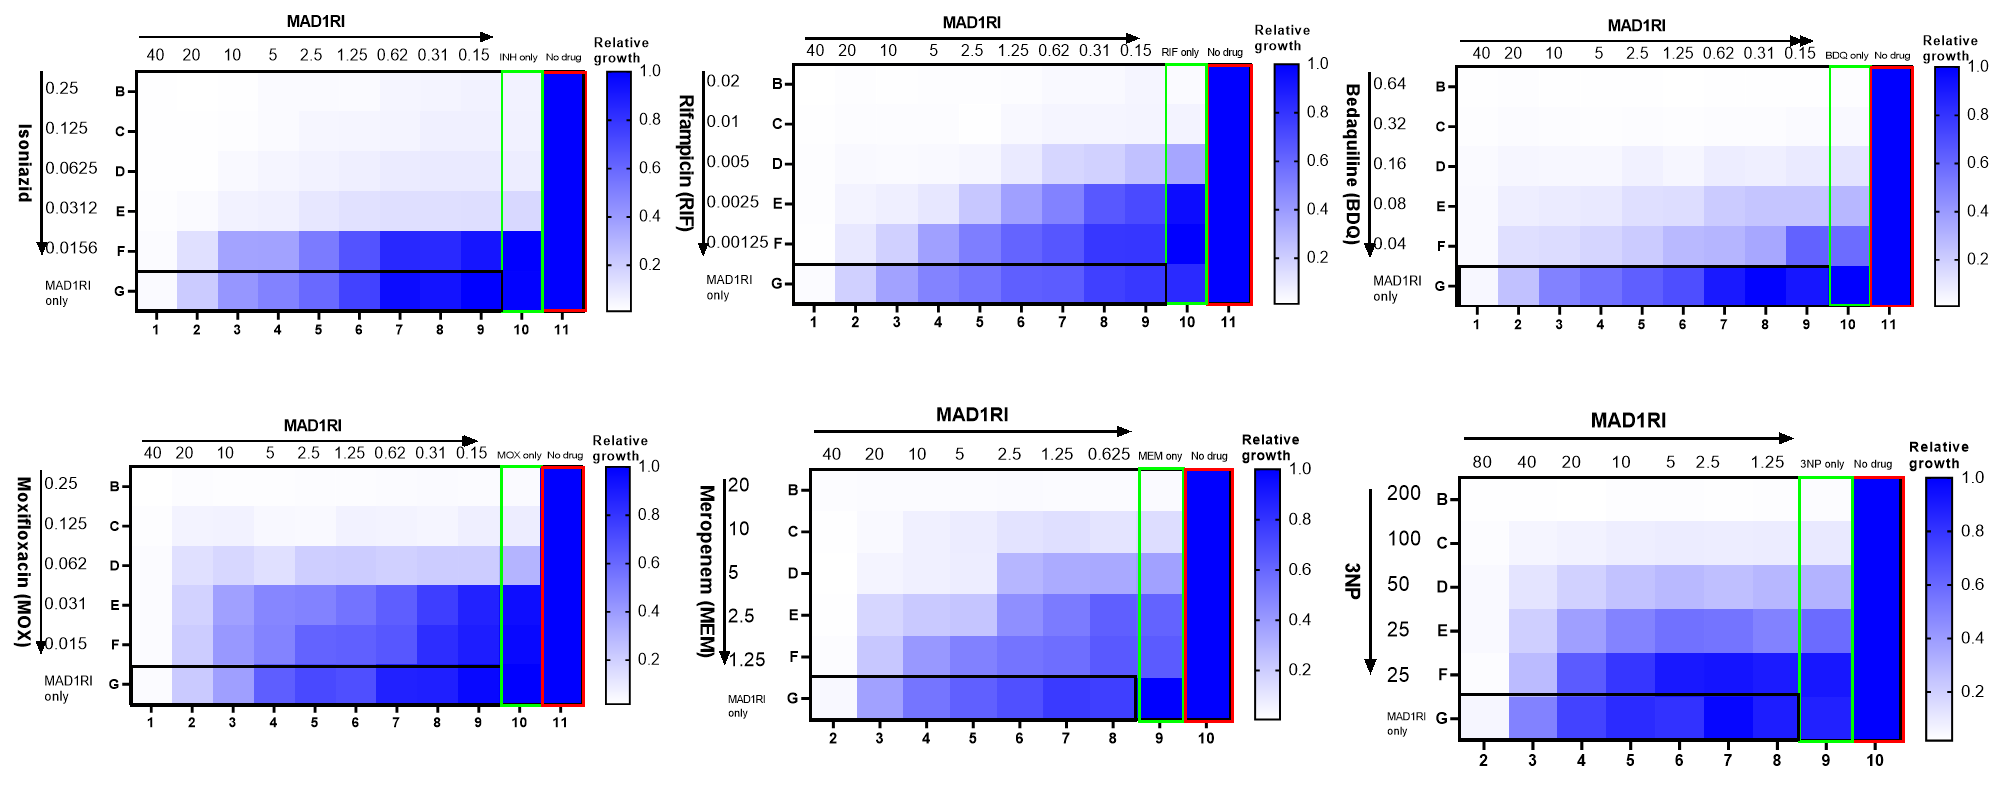 MAD1RI
40 20 10 5 2.5 1.25 0.62 0.31 0.15 INH only No drug
Relative
growth
Isoniazid
0.25
0.125
0.0625
0.0312
0.0156
MAD1RI
only
B
C
D
E
F
G
1 2 3 4 5 6 7 8 9 10 11
1.0
0.8
0.6
0.4
0.2
MAD1RI
40 20 10 5 2.5 1.25 0.62 0.31 0.15 RIF only No drug
Relative
growth
Rifampicin (RIF)
0.02
0.01
0.005
0.0025
0.00125
MAD1RI
only
B
C
D
E
F
G
1 2 3 4 5 6 7 8 9 10 11
1.0
0.8
0.6
0.4
0.2
MAD1RI
40 20 10 5 2.5 1.25 0.62 0.31 0.15 BDQ only No drug
Relative
growth
Bedaquiline (BDQ)
0.64
0.32
0.16
0.08
0.04
MAD1RI
only
B
C
D
E
F
G
1 2 3 4 5 6 7 8 9 10 11
1.0
0.8
0.6
0.4
0.2
MAD1RI
40 20 10 5 2.5 1.25 0.62 0.31 0.15 MOX only No drug
Relative
growth
Moxifloxacin (MOX)
0.25
0.125
0.062
0.031
0.015
MAD1RI
only
B
C
D
E
F
G
1 2 3 4 5 6 7 8 9 10 11
1.0
0.8
0.6
0.4
0.2
MAD1RI
40 20 10 5 2.5 1.25 0.625 MEM ony No drug
Relative
growth
Meropenem (MEM)
20
10
5
2.5
1.25
MAD1RI
only
B
C
D
E
F
G
2 3 4 5 6 7 8 9 10
1.0
0.8
0.6
0.4
0.2
MAD1RI
80 40 20 10 5 2.5 1.25 3NP only No drug
Relative
growth
3NP
200
100
50
25
25
MAD1RI
only
B
C
D
E
F
G
2 3 4 5 6 7 8 9 10
1.0
0.8
0.6
0.4
0.2